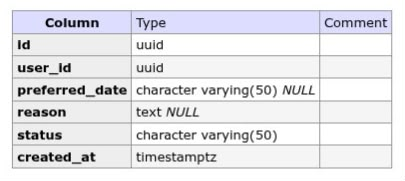 Column Type Comment
id uuid
user_id uuid
preferred_date character varying(50) NULL
reason text NULL
status character varying(50)
created_at timestamptz